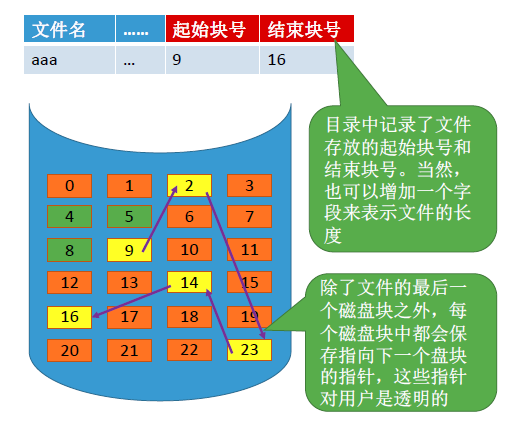 文件名 …… 起始块号 结束块号
aaa … 9 16
目录中记录了文件
存放的起始块号和
结束块号。当然,
也可以增加一个字
段来表示文件的长
度
0 1 2 3
4 5 6 7
8 9 10 11
12 13 14 15
16 17 18 19
20 21 22 23
除了文件的最后一
个磁盘块之外，每
个磁盘块中都会保
存指向下一个盘块
的指针，这些指针
对用户是透明的